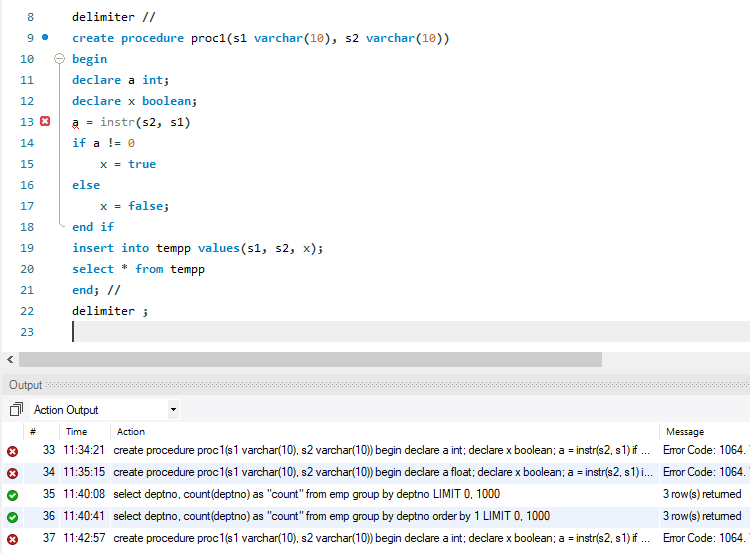 8 delimiter //
9 create procedure proc1(s1 varchar(10), s2 varchar(10))
10 begin
11 declare a int;
12 declare x boolean;
13 a = instr(s2, s1)
14 if a != 0
15 x = true
16 else
17 x = false;
18 end if
19 insert into tempp values(s1, s2, x);
20 select * from tempp
21 end; //
22 delimiter ;
23
Output
Action Output
# Time Action Message
33 11:34:21 create procedure proc1(s1 varchar(10), s2 varchar(10)) begin declare a int; declare x boolean; a = instr(s2, s1) if ... Error Code: 1064.
34 11:35:15 create procedure proc1(s1 varchar(10), s2 varchar(10)) begin declare a float; declare x boolean; a = instr(s2, s1) i... Error Code: 1064.
35 11:40:08 select deptno, count(deptno) as "count" from emp group by deptno LIMIT 0, 1000 3 row(s) returned
36 11:40:41 select deptno, count(deptno) as "count" from emp group by deptno order by 1 LIMIT 0, 1000 3 row(s) returned
37 11:42:57 create procedure proc1(s1 varchar(10), s2 varchar(10)) begin declare a int; declare x boolean; a = instr(s2, s1) if ... Error Code: 1064.